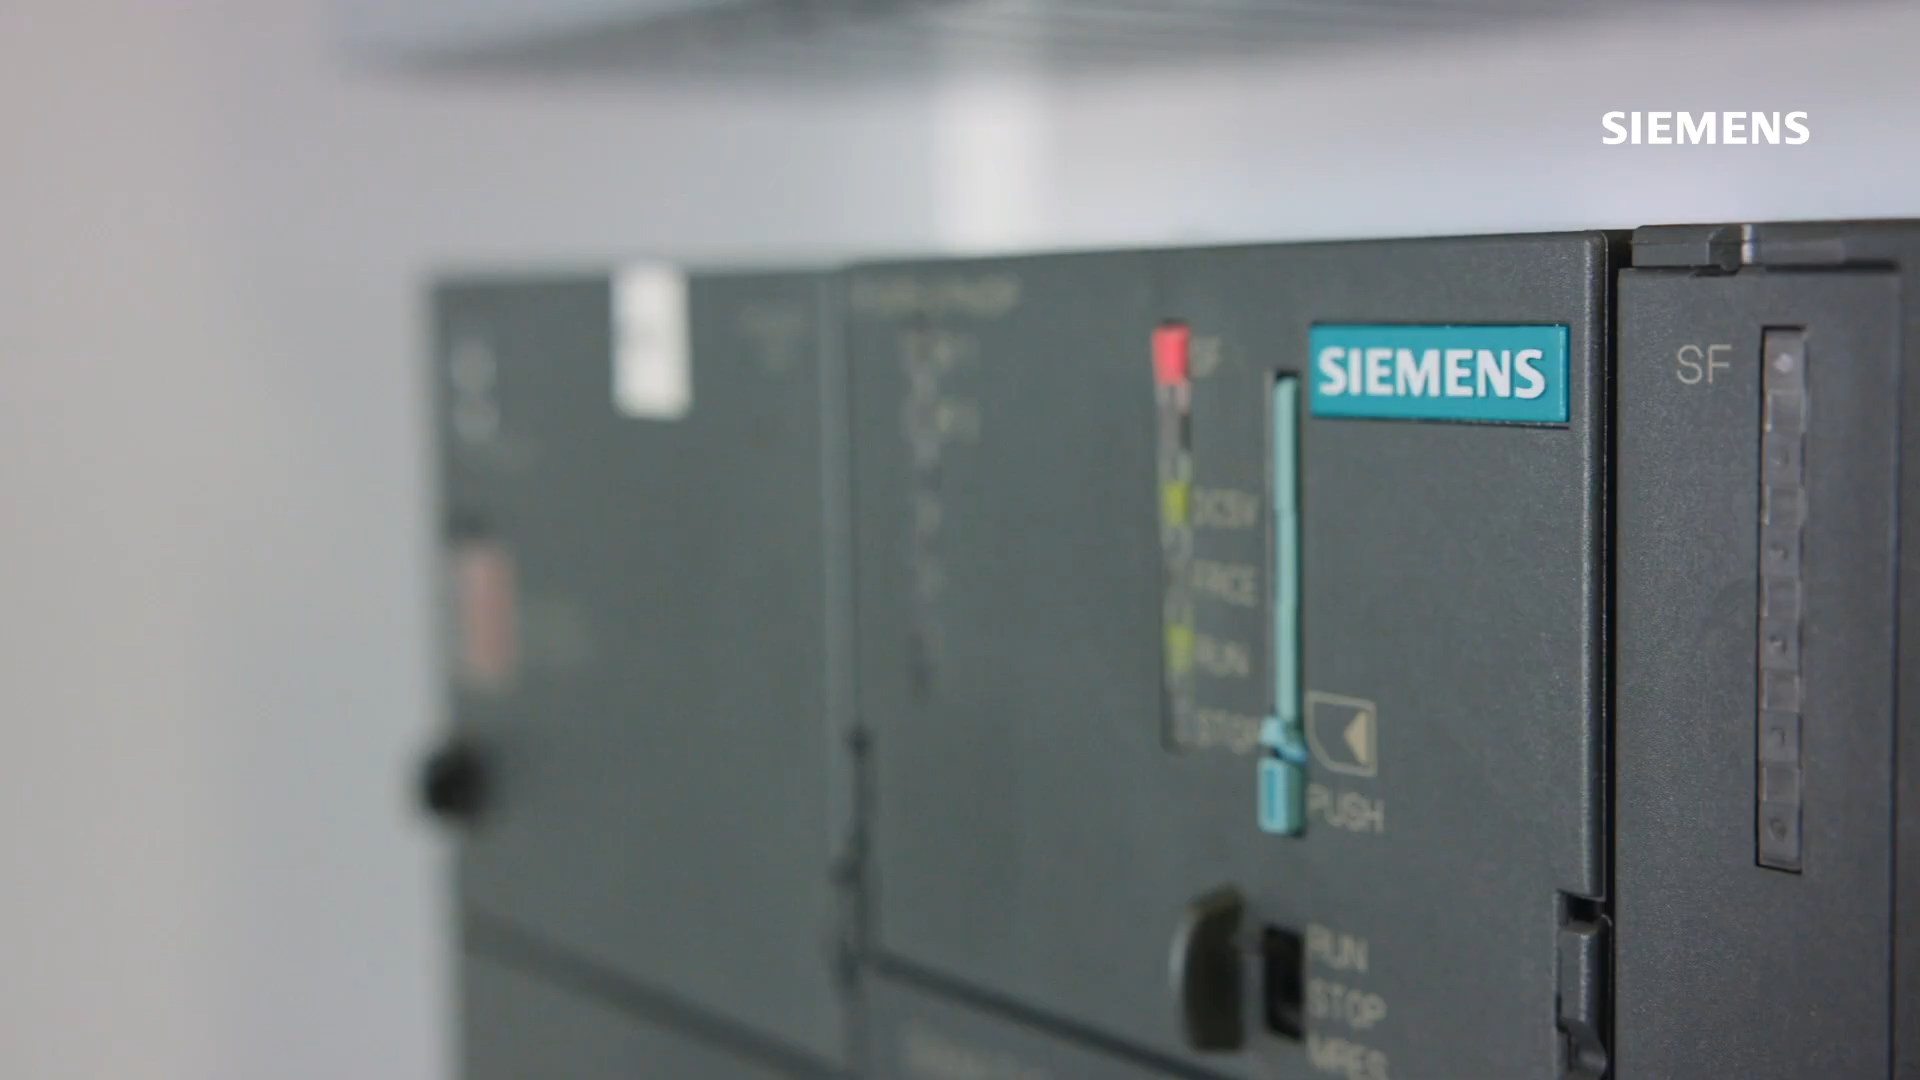 SIEMENS
SIEMENS
SF
SF
DC5V
FRCE
RUN
STOP
PUSH
RUN
STOP
MRES